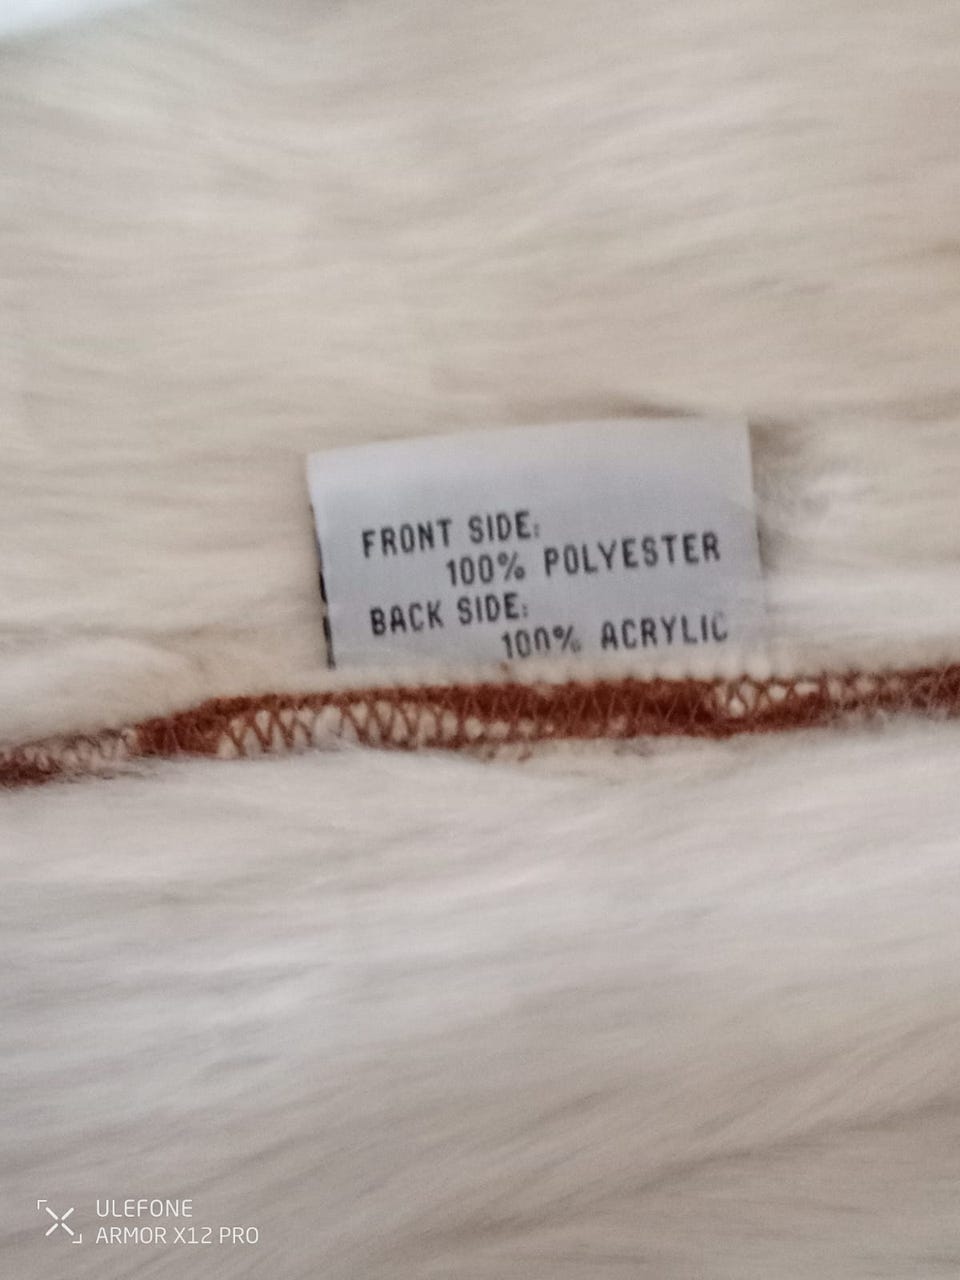 FRONT SIDE:
100% POLYESTER
BACK SIDE:
100% ACRYLIC
ULEFONE
ARMOR X12 PRO